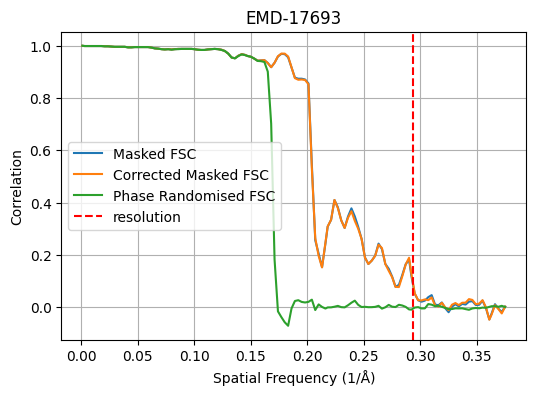 EMD-17693
1.0
0.8
0.6
0.4
0.2
0.0
Correlation
Masked FSC
Corrected Masked FSC
Phase Randomised FSC
resolution
0.00 0.05 0.10 0.15 0.20 0.25 0.30 0.35
Spatial Frequency (1/Å)